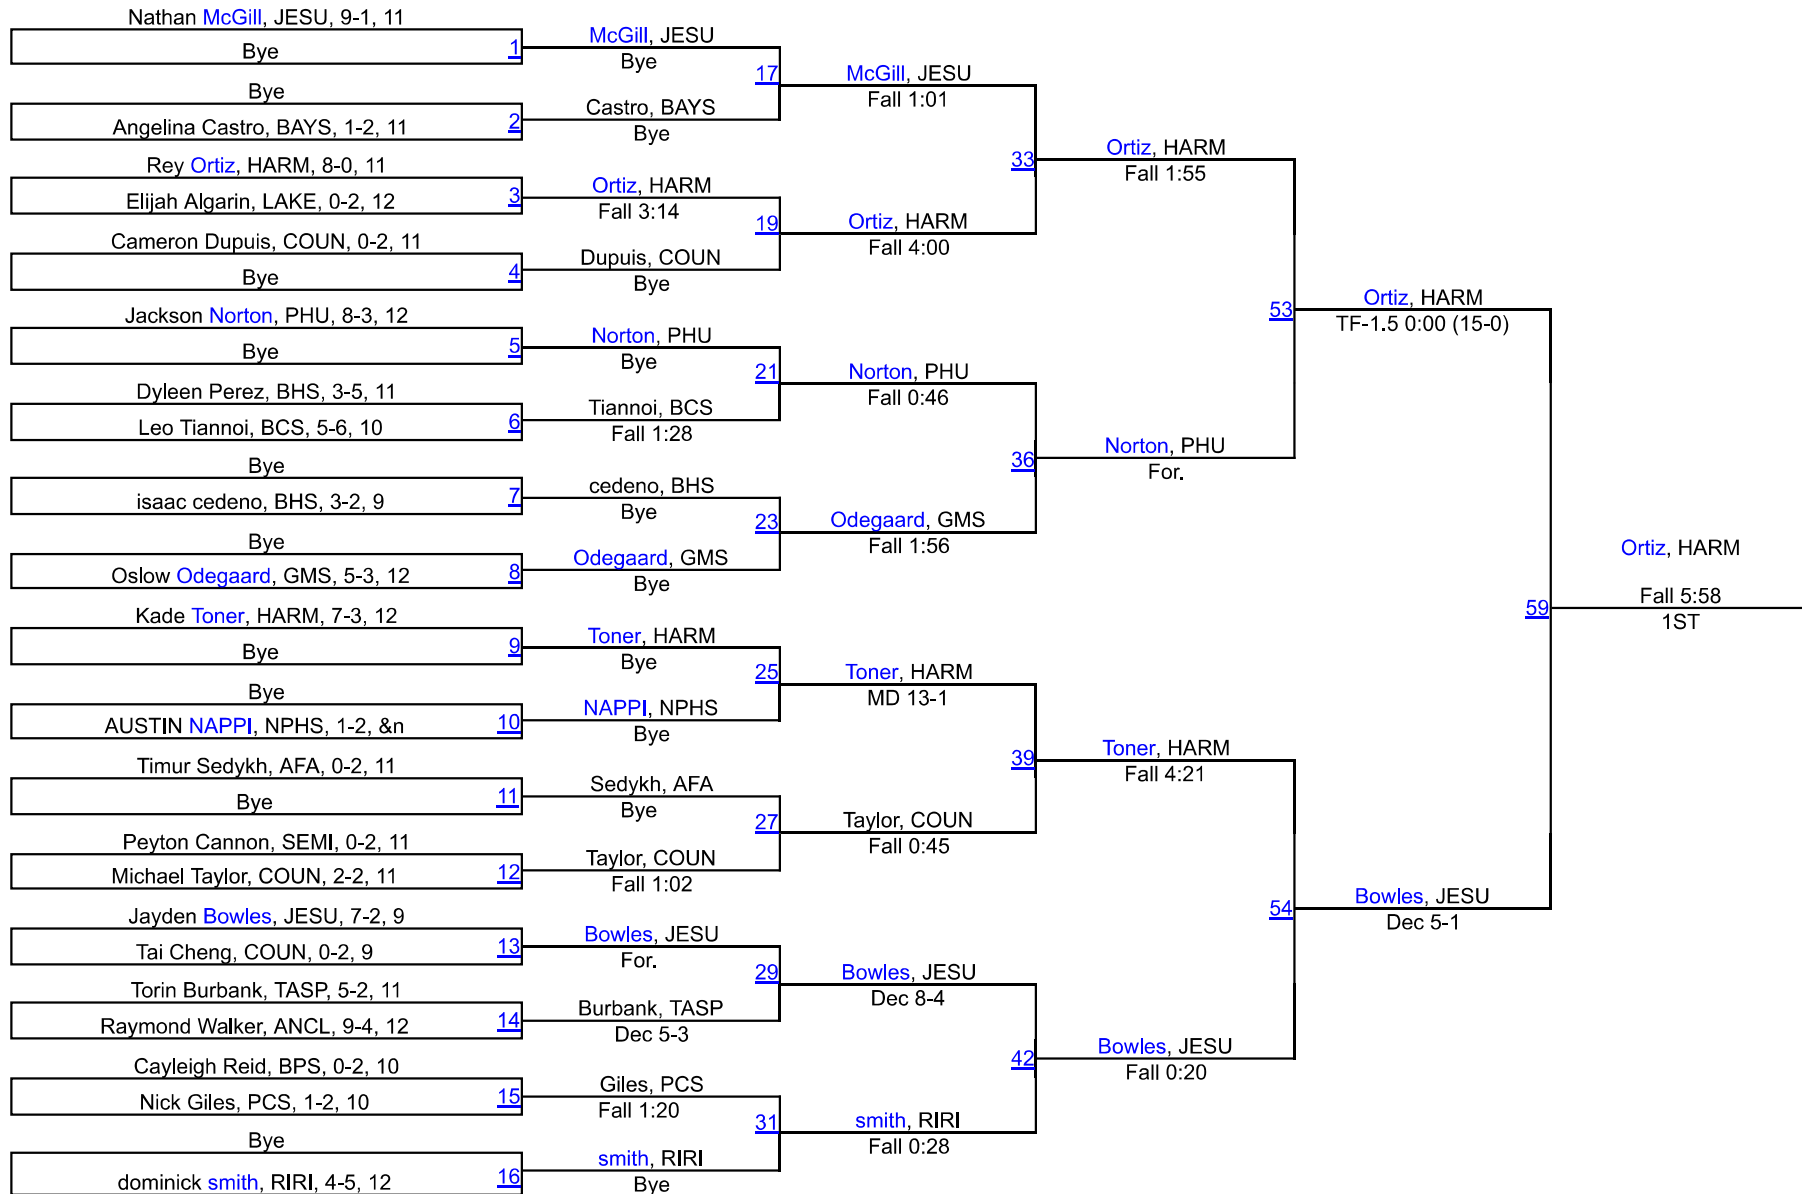 Nathan McGill, JESU, 9-1, 11
Bye
1
Bye
Angelina Castro, BAYS, 1-2, 11
2
Rey Ortiz, HARM, 8-0, 11
Elijah Algarin, LAKE, 0-2, 12
3
Cameron Dupuis, COUN, 0-2, 11
Bye
4
Jackson Norton, PHU, 8-3, 12
Bye
5
Dyleen Perez, BHS, 3-5, 11
Leo Tiannoi, BCS, 5-6, 10
6
Bye
isaac cedeno, BHS, 3-2, 9
7
Bye
Oslow Odegaard, GMS, 5-3, 12
8
Kade Toner, HARM, 7-3, 12
Bye
9
Bye
AUSTIN NAPPI, NPHS, 1-2, &n
10
Timur Sedykh, AFA, 0-2, 11
Bye
11
Peyton Cannon, SEMI, 0-2, 11
Michael Taylor, COUN, 2-2, 11
12
Jayden Bowles, JESU, 7-2, 9
Tai Cheng, COUN, 0-2, 9
13
Torin Burbank, TASP, 5-2, 11
Raymond Walker, ANCL, 9-4, 12
14
Cayleigh Reid, BPS, 0-2, 10
Nick Giles, PCS, 1-2, 10
15
Bye
dominick smith, RIRI, 4-5, 12
16
McGill, JESU
Bye
17
Castro, BAYS
Bye
Ortiz, HARM
Fall 3:14
19
Dupuis, COUN
Bye
Norton, PHU
Bye
21
Tiannoi, BCS
Fall 1:28
cedeno, BHS
Bye
23
Odegaard, GMS
Bye
Toner, HARM
Bye
25
NAPPI, NPHS
Bye
Sedykh, AFA
Bye
27
Taylor, COUN
Fall 1:02
Bowles, JESU
For.
29
Burbank, TASP
Dec 5-3
Giles, PCS
Fall 1:20
31
smith, RIRI
Bye
McGill, JESU
Fall 1:01
33
Ortiz, HARM
Fall 4:00
Norton, PHU
Fall 0:46
36
Odegaard, GMS
Fall 1:56
Toner, HARM
MD 13-1
39
Taylor, COUN
Fall 0:45
Bowles, JESU
Dec 8-4
42
smith, RIRI
Fall 0:28
Ortiz, HARM
Fall 1:55
53
Norton, PHU
For.
Toner, HARM
Fall 4:21
54
Bowles, JESU
Fall 0:20
Ortiz, HARM
TF-1.5 0:00 (15-0)
59
Bowles, JESU
Dec 5-1
Ortiz, HARM
Fall 5:58
1ST